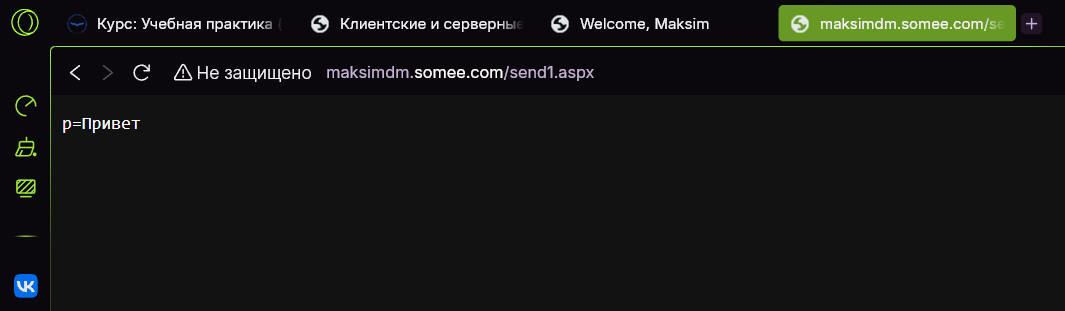 Курс: Учебная практика (
Клиентские и серверные
Welcome, Maksim
maksimdm.somee.com/se
Не защищено
maksimdm.somee.com/send1.aspx
p=Привет